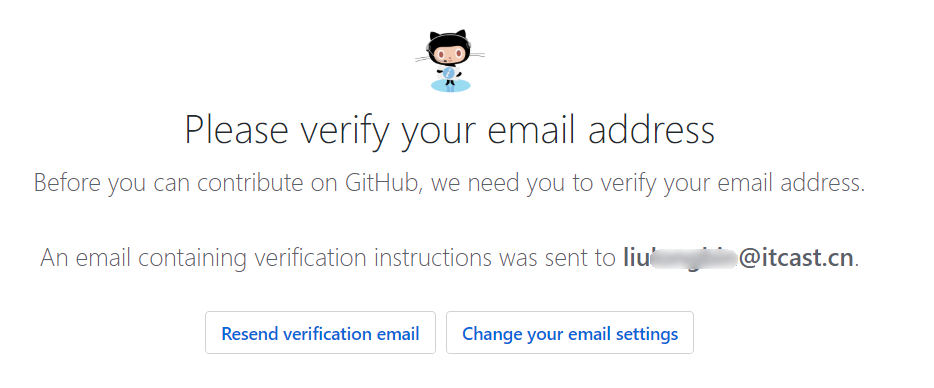 Please verify your email address
Before you can contribute on GitHub, we need you to verify your email address.
An email containing verification instructions was sent to liu @itcast.cn.
Resend verification email
Change your email settings